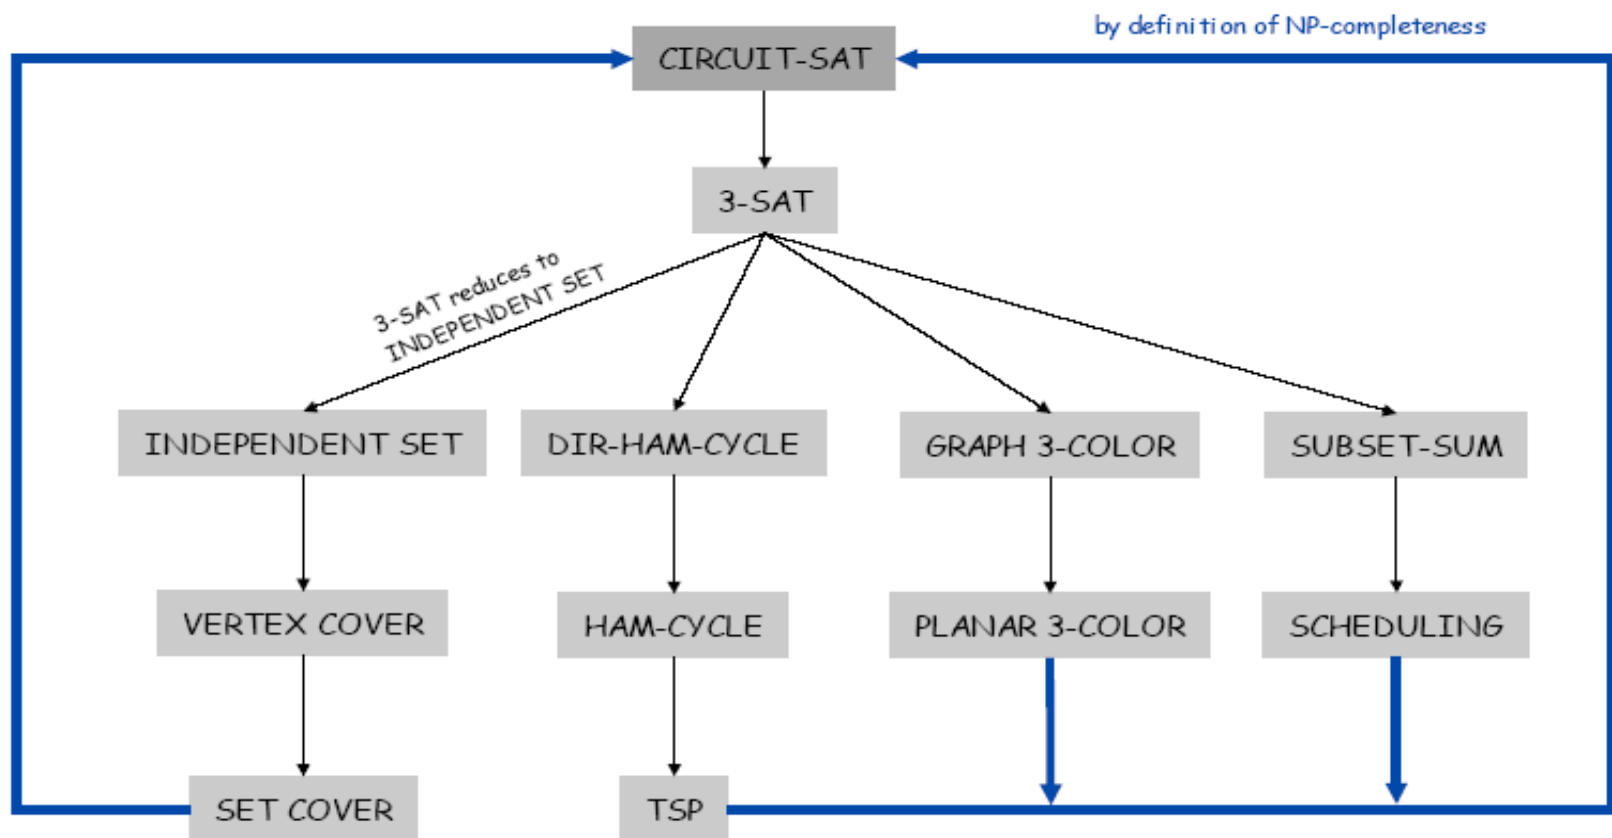 by definition of NP-completeness
CIRCUIT-SAT
3-SAT
3-SAT reduces to
INDEPENDENT SET
INDEPENDENT SET
DIR-HAM-CYCLE
GRAPH 3-COLOR
SUBSET-SUM
VERTEX COVER
HAM-CYCLE
PLANAR 3-COLOR
SCHEDULING
SET COVER
TSP